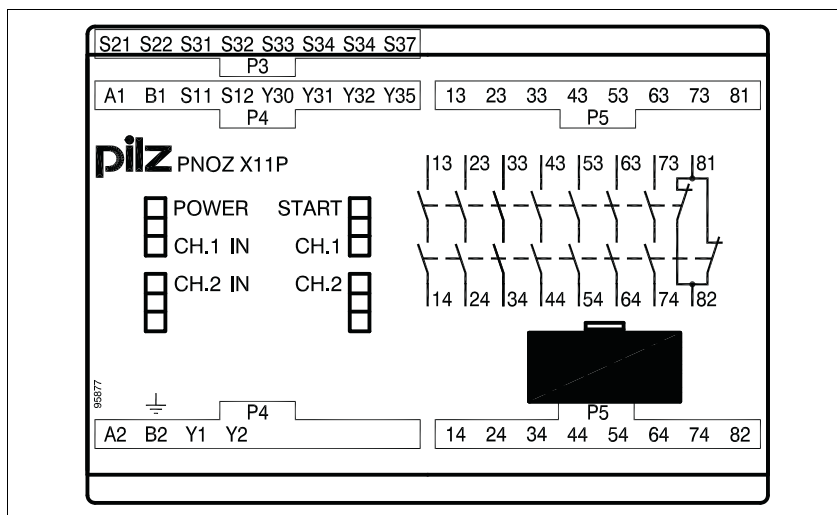 S21 S22 S31 S32 S33 S34 S34 S37
P3
A1 B1 S11 S12 Y30 Y31 Y32 Y35
P4
13 23 33 43 53 63 73 81
P5
pilz PNOZ X11P
13 23 33 43 53 63 73 81
POWER START
CH.1 IN CH.1
CH.2 IN CH.2
14 24 34 44 54 64 74 82
95877
P4
A2 B2 Y1 Y2
P5
14 24 34 44 54 64 74 82